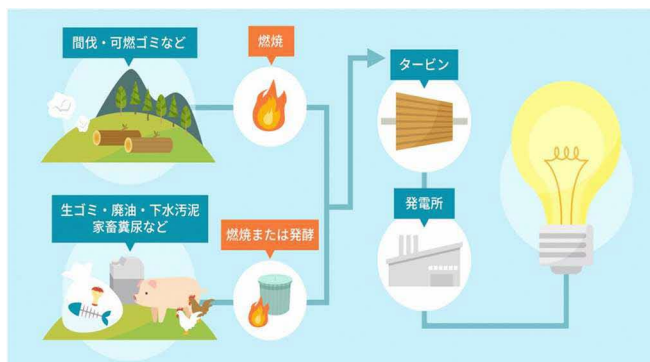 間伐・可燃ゴミなど
燃焼
生ゴミ・廃油・下水汚泥
家畜糞尿など
燃焼または発酵
タービン
発電所